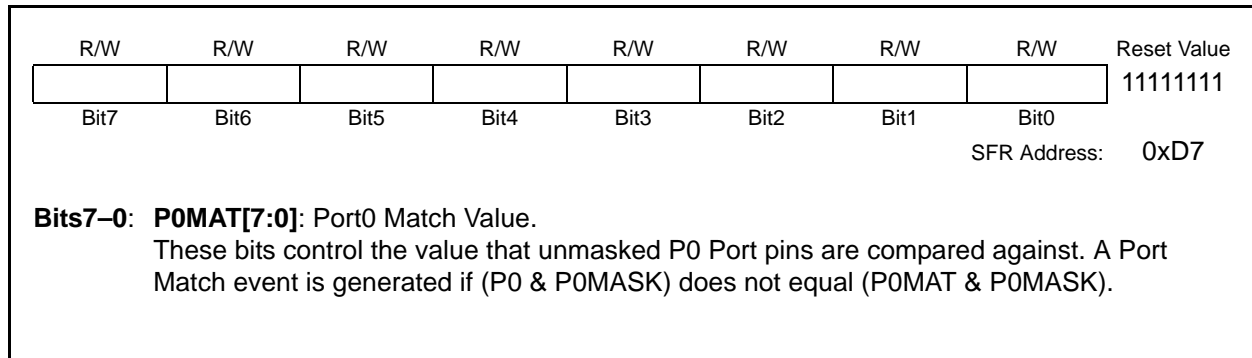 R/W R/W R/W R/W R/W R/W R/W R/W Reset Value
11111111
Bit7 Bit6 Bit5 Bit4 Bit3 Bit2 Bit1 Bit0
SFR Address: 0xD7
Bits7–0: P0MAT[7:0]: Port0 Match Value.
These bits control the value that unmasked P0 Port pins are compared against. A Port
Match event is generated if (P0 & P0MASK) does not equal (P0MAT & P0MASK).